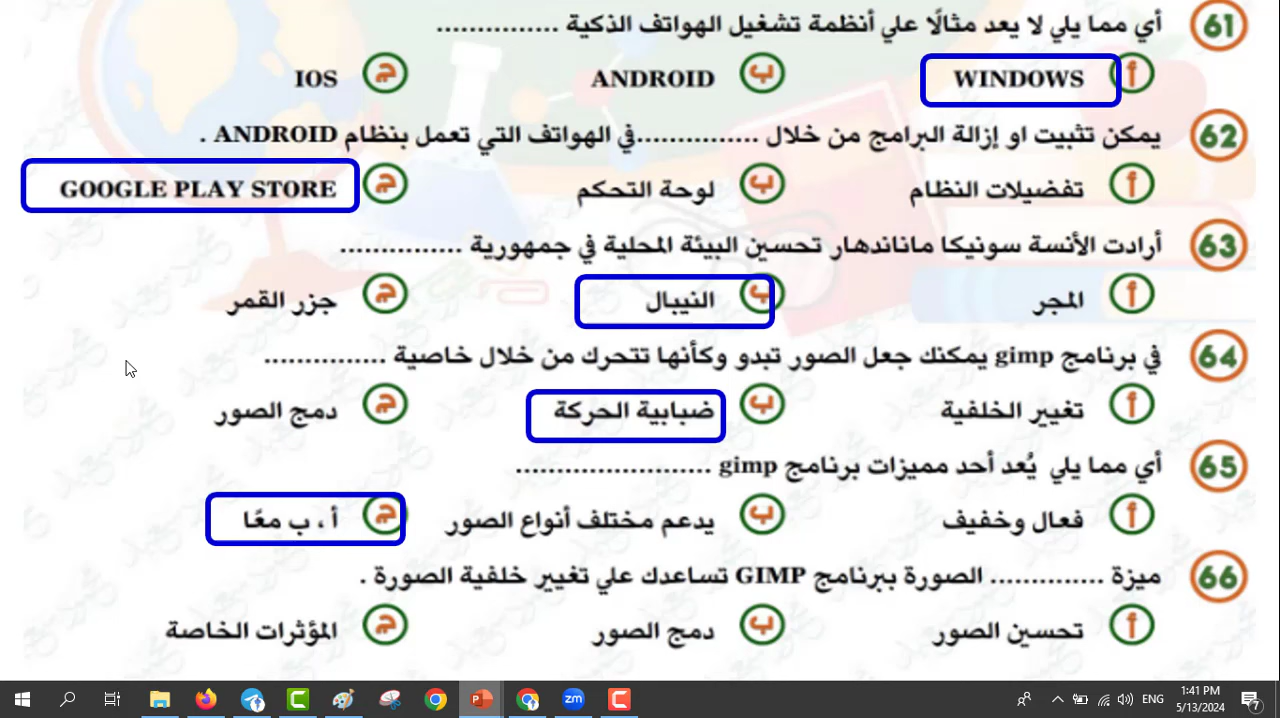 61 أي مما يلي لا يعد مثالًا علي أنظمة تشغيل الهواتف الذكية ...............
أ WINDOWS ب ANDROID ج IOS
62 يمكن تثبيت او إزالة البرامج من خلال ...............في الهواتف التي تعمل بنظام ANDROID .
أ تفضيلات النظام ب لوحة التحكم ج GOOGLE PLAY STORE
63 أرادت الأنسة سونيكا ماناندهار تحسين البيئة المحلية في جمهورية ...............
أ المجر ب النيبال ج جزر القمر
64 في برنامج gimp يمكنك جعل الصور تبدو وكأنها تتحرك من خلال خاصية ...............
أ تغيير الخلفية ب ضبابية الحركة ج دمج الصور
65 أي مما يلي يُعد أحد مميزات برنامج gimp ........................
أ فعال وخفيف ب يدعم مختلف أنواع الصور ج أ ، ب معًا
66 ميزة .............. الصورة ببرنامج GIMP تساعدك علي تغيير خلفية الصورة .
أ تحسين الصور ب دمج الصور ج المؤثرات الخاصة
ENG 1:41 PM
5/13/2024 7
zm